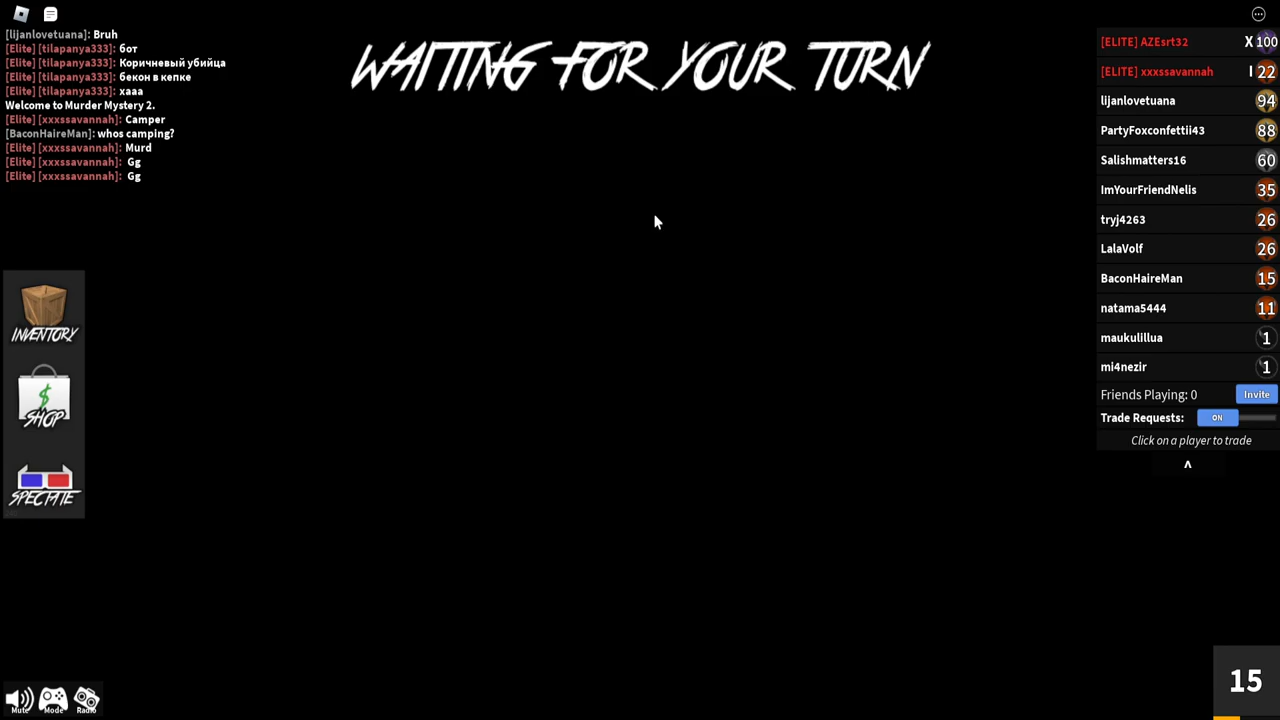 [lijanlovetuana]: Bruh
[Elite] [tilapanya333]: бот
[Elite] [tilapanya333]: Коричневый убийца
[Elite] [tilapanya333]: бекон в кепке
[Elite] [tilapanya333]: хааа
Welcome to Murder Mystery 2.
[Elite] [xxxssavannah]: Camper
[BaconHaireMan]: whos camping?
[Elite] [xxxssavannah]: Murd
[Elite] [xxxssavannah]: Gg
[Elite] [xxxssavannah]: Gg
WAITING FOR YOUR TURN
[ELITE] AZEsrt32 X 100
[ELITE] xxxssavannah I 22
lijanlovetuana 94
PartyFoxconfettii43 88
Salishmatters16 60
ImYourFriendNelis 35
tryj4263 26
LalaVolf 26
BaconHaireMan 15
natama5444 11
maukulillua 1
mi4nezir 1
Friends Playing: 0 Invite
Trade Requests: ON
Click on a player to trade
INVENTORY
$
SHOP
SPECTATE
Mute Mode Radio
15